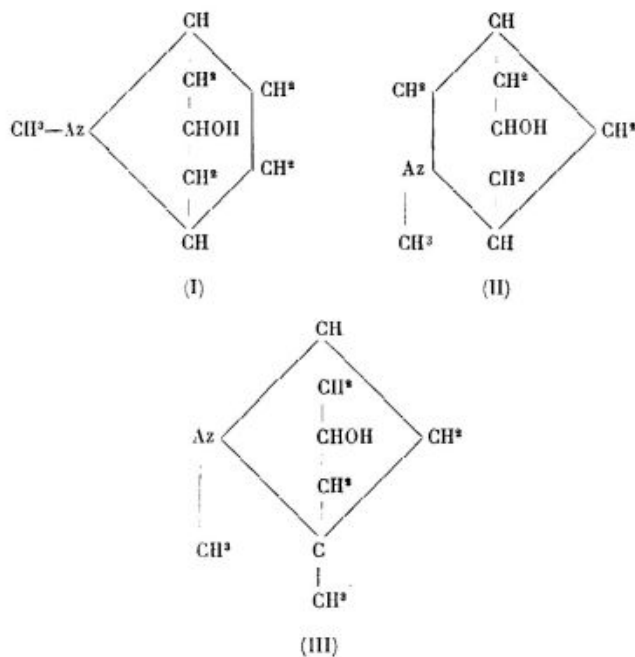 CH CH
CH² CH² CH² CH²
CH³—Az CHOH CHOH CH²
CH² CH² Az CH²
CH CH³ CH
(I) (II)
CH
CH²
Az CHOH CH²
CH²
CH³ C
CH³
(III)